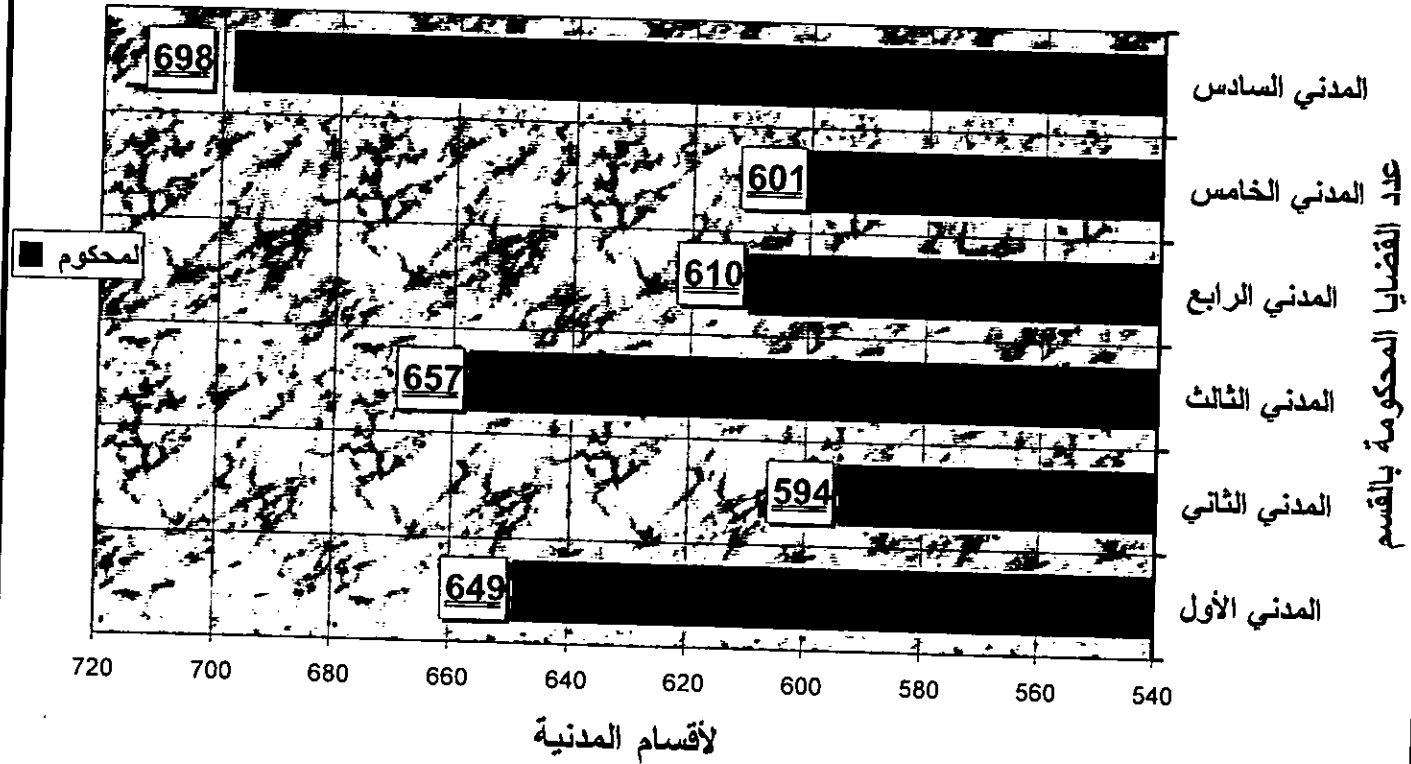 698
المدني السادس
601
المدني الخامس
610
المدني الرابع
657
المدني الثالث
594
المدني الثاني
649
المدني الأول
عدد القضايا المحكومة بالقسم
المحكوم
720 700 680 660 640 620 600 580 560 540
لأقسام المدنية